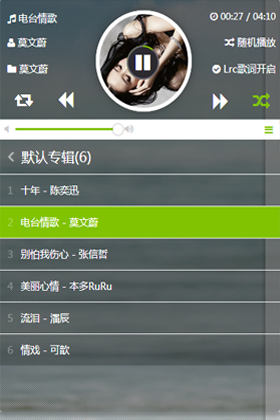 电台情歌
00:27 / 04:10
莫文蔚
随机播放
莫文蔚
Lrc歌词开启
默认专辑(6)
1 十年 - 陈奕迅
2 电台情歌 - 莫文蔚
3 别怕我伤心 - 张信哲
4 美丽心情 - 本多RuRu
5 流泪 - 潘辰
6 情戏 - 可歆